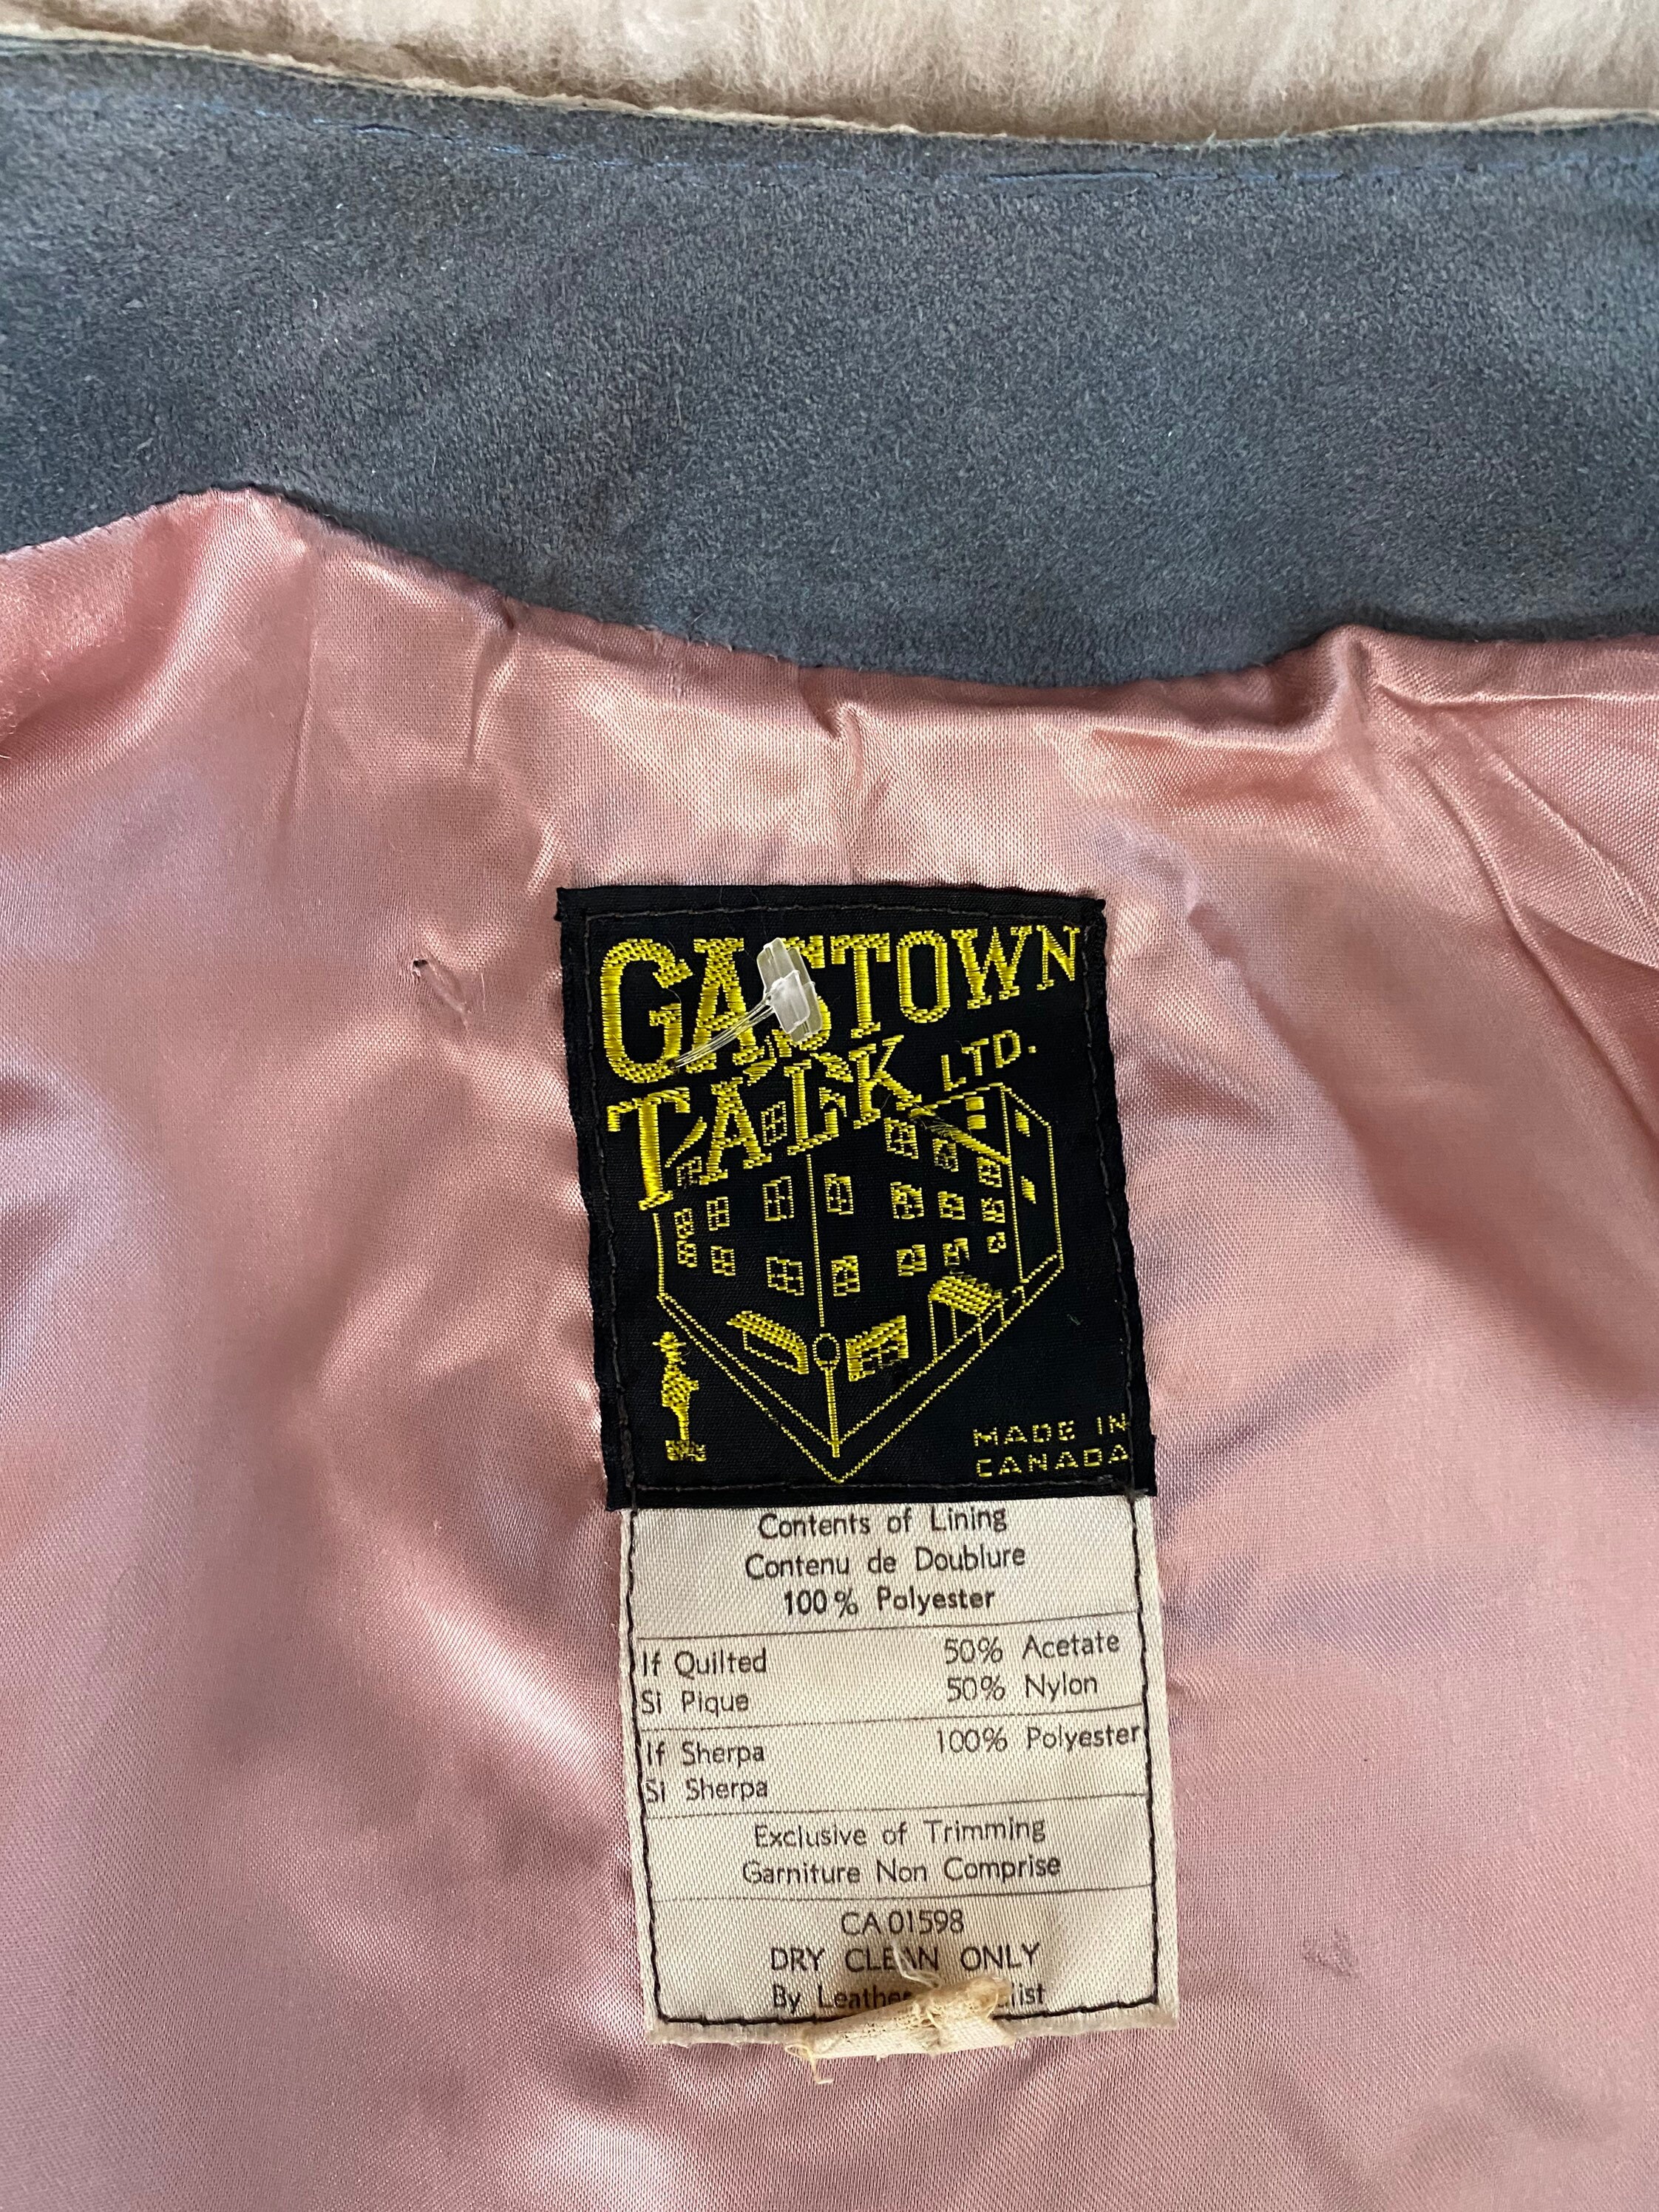 GASTOWN
TALK LTD.
MADE IN
CANADA
Contents of Lining
Contenu de Doublure
100% Polyester
If Quilted 50% Acetate
Si Pique 50% Nylon
If Sherpa 100% Polyester
Si Sherpa
Exclusive of Trimming
Garniture Non Comprise
CA 01598
DRY CLEAN ONLY
By